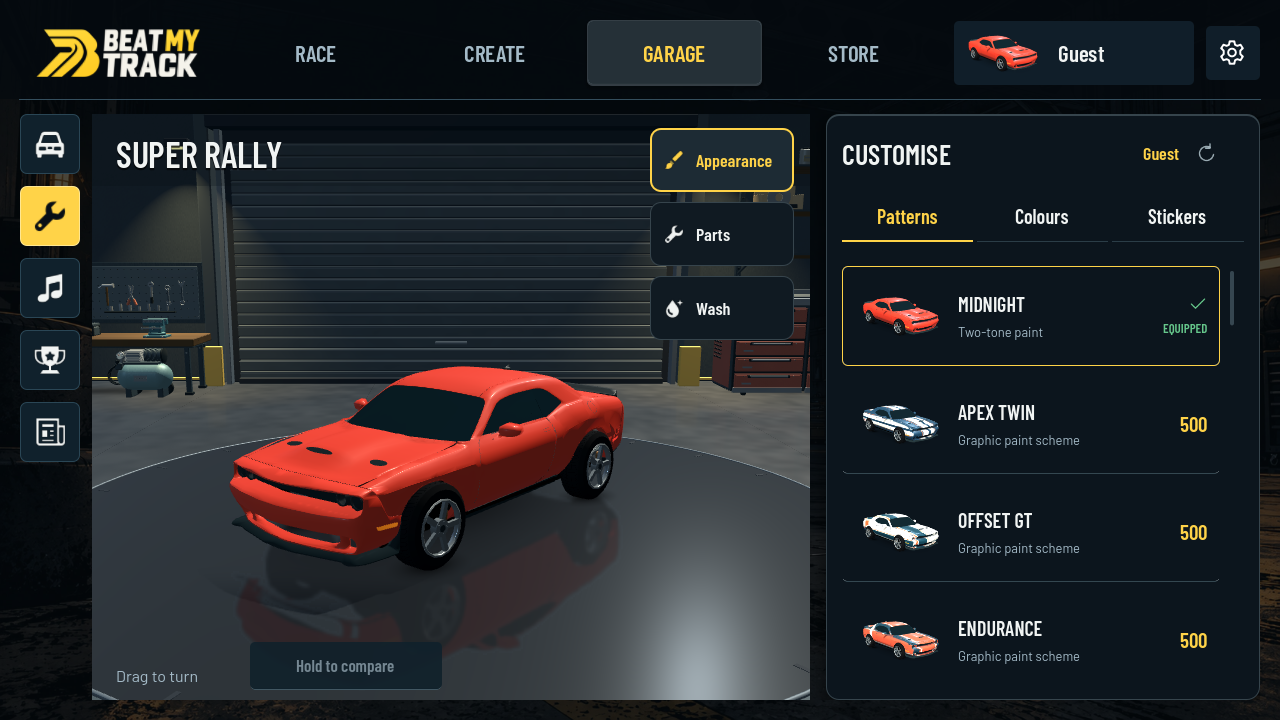 BEAT MY
TRACK
RACE
CREATE
GARAGE
STORE
Guest
SUPER RALLY
Appearance
Parts
Wash
Hold to compare
Drag to turn
CUSTOMISE
Guest
Patterns
Colours
Stickers
MIDNIGHT
Two-tone paint
EQUIPPED
APEX TWIN
Graphic paint scheme
500
OFFSET GT
Graphic paint scheme
500
ENDURANCE
Graphic paint scheme
500